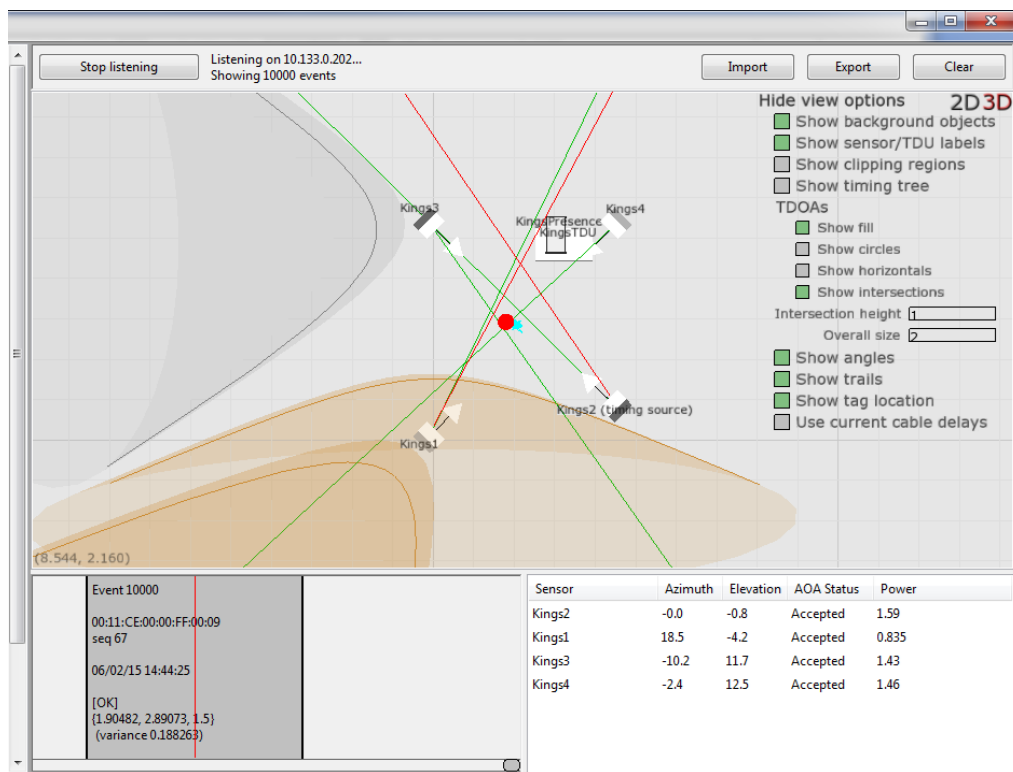 Stop listening
Listening on 10.133.0.202...
Showing 10000 events
Import
Export
Clear
Hide view options
2D3D
Show background objects
Show sensor/TDU labels
Show clipping regions
Show timing tree
TDOAs
Show fill
Show circles
Show horizontals
Show intersections
Intersection height 1
Overall size 2
Show angles
Show trails
Show tag location
Use current cable delays
Kings3
KingsPresence
KingsTDU
Kings4
Kings2 (timing source)
Kings1
(8.544, 2.160)
Event 10000
00:11:CE:00:00:FF:00:09
seq 67
06/02/15 14:44:25
[OK]
{1.90482, 2.89073, 1.5}
(variance 0.188263)
Sensor Azimuth Elevation AOA Status Power
Kings2 -0.0 -0.8 Accepted 1.59
Kings1 18.5 -4.2 Accepted 0.835
Kings3 -10.2 11.7 Accepted 1.43
Kings4 -2.4 12.5 Accepted 1.46